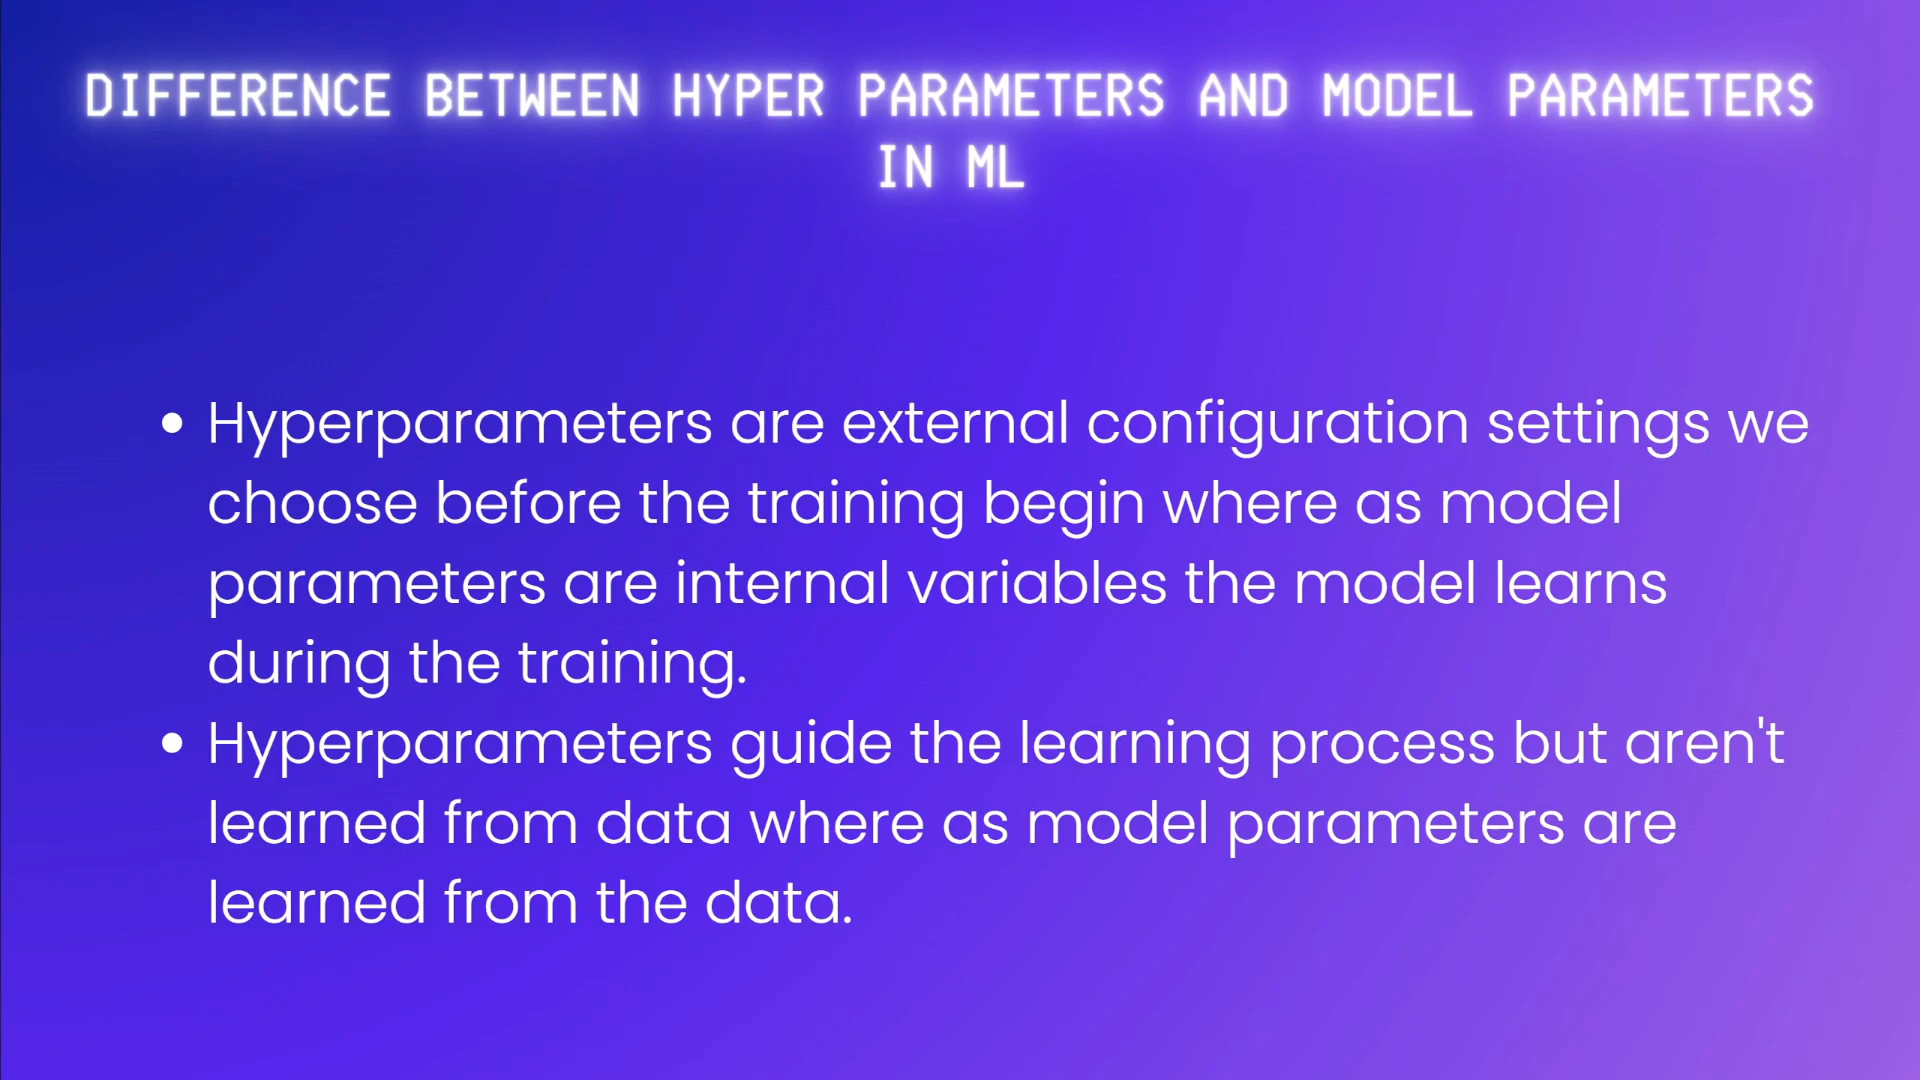 DIFFERENCE BETWEEN HYPER PARAMETERS AND MODEL PARAMETERS
IN ML
• Hyperparameters are external configuration settings we
choose before the training begin where as model
parameters are internal variables the model learns
during the training.
• Hyperparameters guide the learning process but aren't
learned from data where as model parameters are
learned from the data.